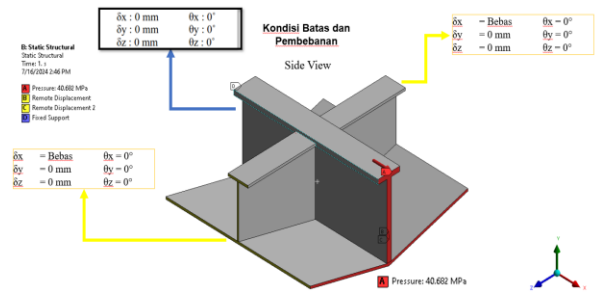 δx : 0 mm θx : 0°
δy : 0 mm θy : 0°
δz : 0 mm θz : 0°
Kondisi Batas dan
Pembebanan
Side View
δx = Bebas θx = 0°
δy = 0 mm θy = 0°
δz = 0 mm θz = 0°
B: Static Structural
Static Structural
Time: 1. s
7/16/2024 2:46 PM
A Pressure: 40.682 MPa
B Remote Displacement
C Remote Displacement 2
D Fixed Support
D
δx = Bebas θx = 0°
δy = 0 mm θy = 0°
δz = 0 mm θz = 0°
B
C
A Pressure: 40.682 MPa
Y
Z
X